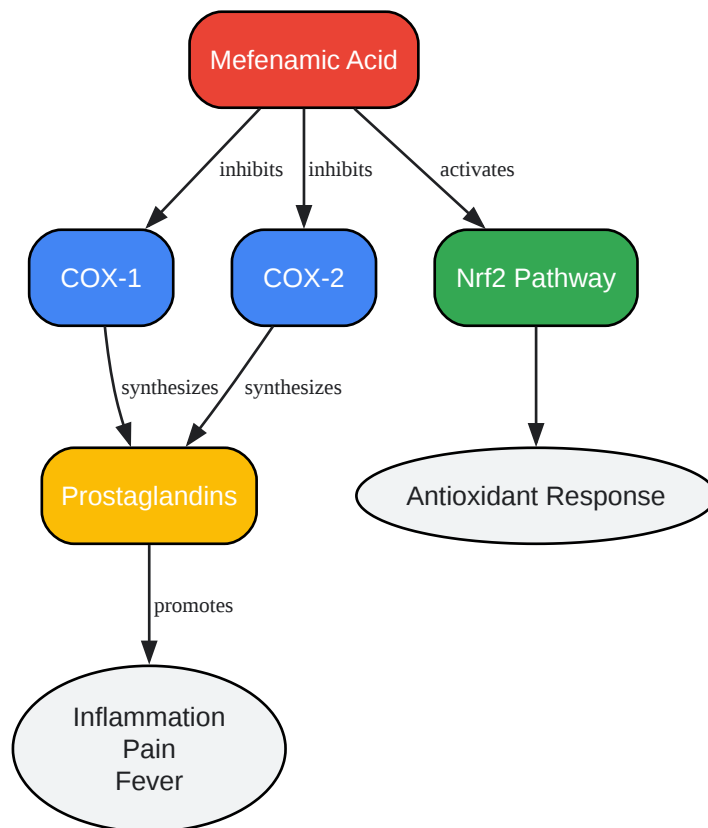 Mefenamic Acid
inhibits
inhibits
activates
COX-1
COX-2
Nrf2 Pathway
synthesizes
synthesizes
Prostaglandins
Antioxidant Response
promotes
Inflammation
Pain
Fever